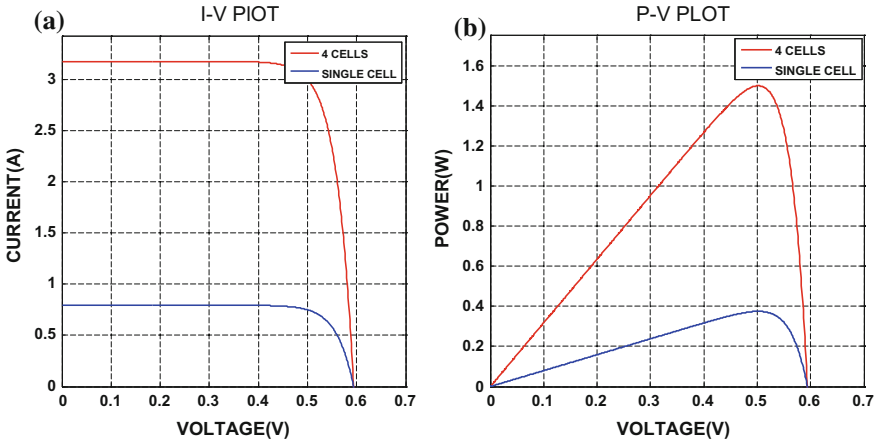 (a)
I-V PlOT
4 CELLS
SINGLE CELL
CURRENT(A)
3
2.5
2
1.5
1
0.5
0
0 0.1 0.2 0.3 0.4 0.5 0.6 0.7
VOLTAGE(V)
(b)
P-V PLOT
4 CELLS
SINGLE CELL
POWER(W)
1.6
1.4
1.2
1
0.8
0.6
0.4
0.2
0
0 0.1 0.2 0.3 0.4 0.5 0.6 0.7
VOLTAGE(V)